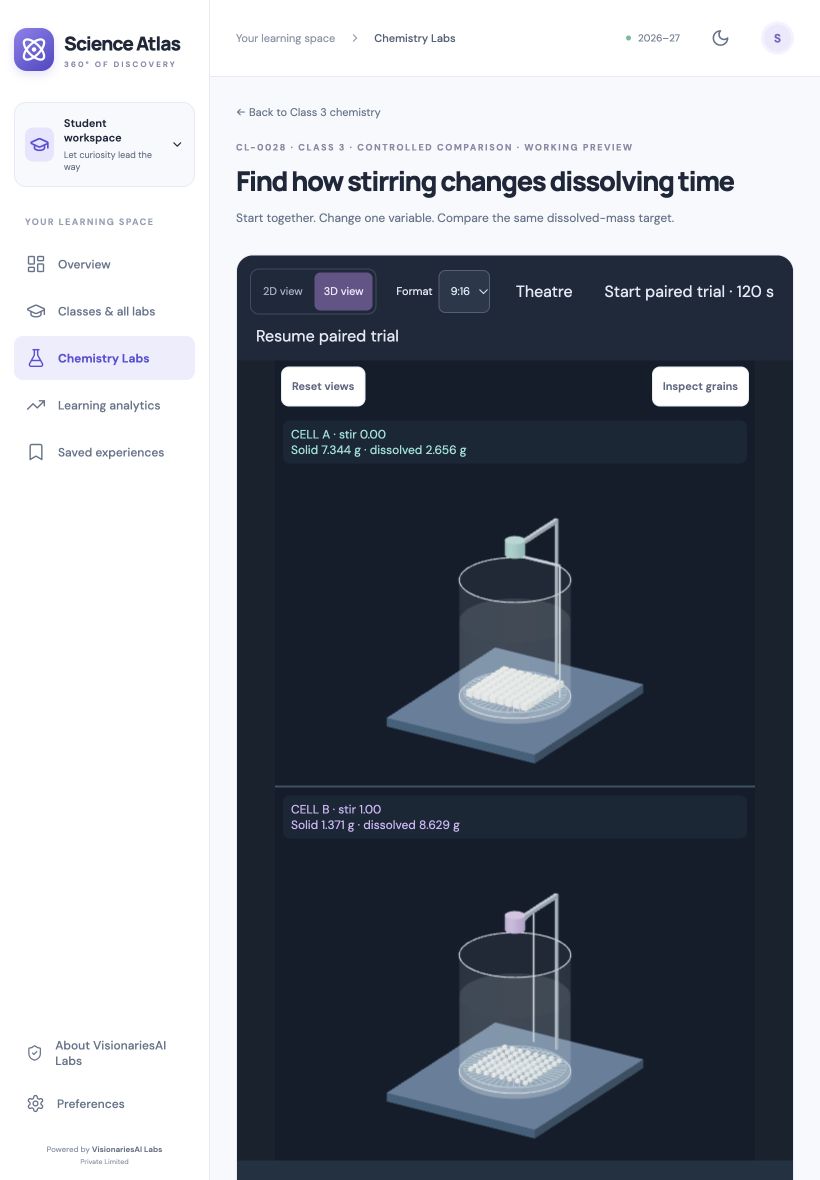 Science Atlas
360° OF DISCOVERY
Student
workspace
Let curiosity lead the
way
YOUR LEARNING SPACE
Overview
Classes & all labs
Chemistry Labs
Learning analytics
Saved experiences
About VisionariesAI
Labs
Preferences
Powered by VisionariesAI Labs
Private Limited
Your learning space
Chemistry Labs
2026–27
S
← Back to Class 3 chemistry
CL-0028 · CLASS 3 · CONTROLLED COMPARISON · WORKING PREVIEW
Find how stirring changes dissolving time
Start together. Change one variable. Compare the same dissolved-mass target.
2D view 3D view Format 9:16 Theatre Start paired trial · 120 s
Resume paired trial
Reset views Inspect grains
CELL A · stir 0.00
Solid 7.344 g · dissolved 2.656 g
CELL B · stir 1.00
Solid 1.371 g · dissolved 8.629 g